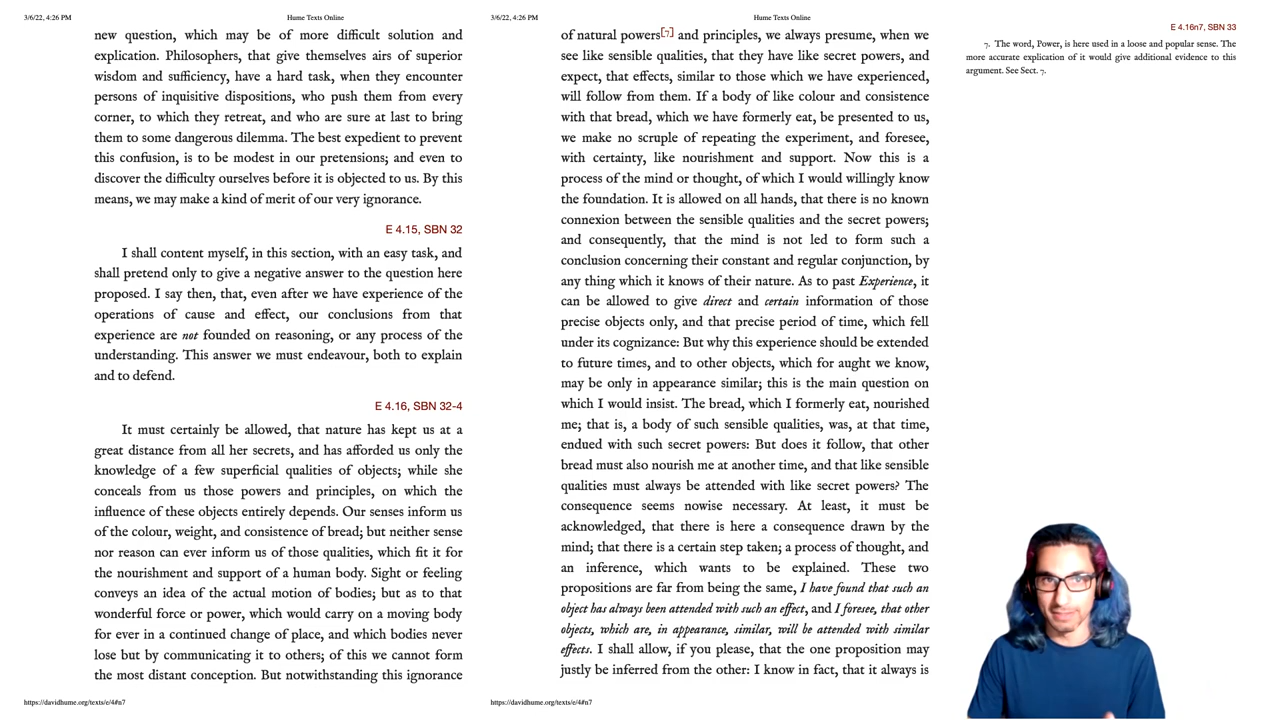 3/6/22, 4:26 PM
Hume Texts Online
new question, which may be of more difficult solution and
explication. Philosophers, that give themselves airs of superior
wisdom and sufficiency, have a hard task, when they encounter
persons of inquisitive dispositions, who push them from every
corner, to which they retreat, and who are sure at last to bring
them to some dangerous dilemma. The best expedient to prevent
this confusion, is to be modest in our pretensions; and even to
discover the difficulty ourselves before it is objected to us. By this
means, we may make a kind of merit of our very ignorance.
E 4.15, SBN 32
I shall content myself, in this section, with an easy task, and
shall pretend only to give a negative answer to the question here
proposed. I say then, that, even after we have experience of the
operations of cause and effect, our conclusions from that
experience are not founded on reasoning, or any process of the
understanding. This answer we must endeavour, both to explain
and to defend.
E 4.16, SBN 32-4
It must certainly be allowed, that nature has kept us at a
great distance from all her secrets, and has afforded us only the
knowledge of a few superficial qualities of objects; while she
conceals from us those powers and principles, on which the
influence of these objects entirely depends. Our senses inform us
of the colour, weight, and consistence of bread; but neither sense
nor reason can ever inform us of those qualities, which fit it for
the nourishment and support of a human body. Sight or feeling
conveys an idea of the actual motion of bodies; but as to that
wonderful force or power, which would carry on a moving body
for ever in a continued change of place, and which bodies never
lose but by communicating it to others; of this we cannot form
the most distant conception. But notwithstanding this ignorance
https://davidhume.org/texts/e/4#n7
3/6/22, 4:26 PM
Hume Texts Online
of natural powers[7] and principles, we always presume, when we
see like sensible qualities, that they have like secret powers, and
expect, that effects, similar to those which we have experienced,
will follow from them. If a body of like colour and consistence
with that bread, which we have formerly eat, be presented to us,
we make no scruple of repeating the experiment, and foresee,
with certainty, like nourishment and support. Now this is a
process of the mind or thought, of which I would willingly know
the foundation. It is allowed on all hands, that there is no known
connexion between the sensible qualities and the secret powers;
and consequently, that the mind is not led to form such a
conclusion concerning their constant and regular conjunction, by
any thing which it knows of their nature. As to past Experience, it
can be allowed to give direct and certain information of those
precise objects only, and that precise period of time, which fell
under its cognizance: But why this experience should be extended
to future times, and to other objects, which for aught we know,
may be only in appearance similar; this is the main question on
which I would insist. The bread, which I formerly eat, nourished
me; that is, a body of such sensible qualities, was, at that time,
endued with such secret powers: But does it follow, that other
bread must also nourish me at another time, and that like sensible
qualities must always be attended with like secret powers? The
consequence seems nowise necessary. At least, it must be
acknowledged, that there is here a consequence drawn by the
mind; that there is a certain step taken; a process of thought, and
an inference, which wants to be explained. These two
propositions are far from being the same, I have found that such an
object has always been attended with such an effect, and I foresee, that other
objects, which are, in appearance, similar, will be attended with similar
effects. I shall allow, if you please, that the one proposition may
justly be inferred from the other: I know in fact, that it always is
https://davidhume.org/texts/e/4#n7
E 4.16n7, SBN 33
7. The word, Power, is here used in a loose and popular sense. The
more accurate explication of it would give additional evidence to this
argument. See Sect. 7.